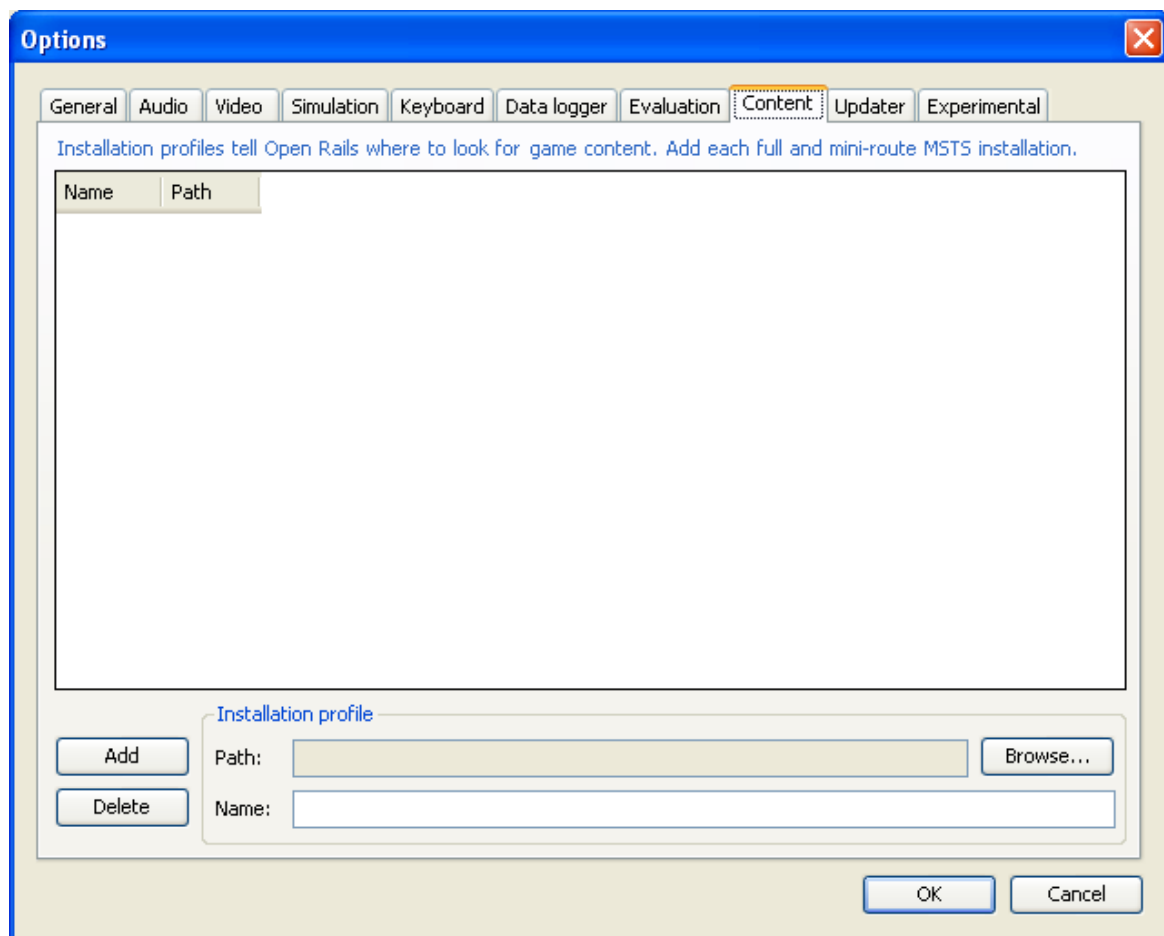 Options
General Audio Video Simulation Keyboard Data logger Evaluation Content Updater Experimental
Installation profiles tell Open Rails where to look for game content. Add each full and mini-route MSTS installation.
Name Path
Installation profile
Add Path: Browse...
Delete Name:
OK Cancel